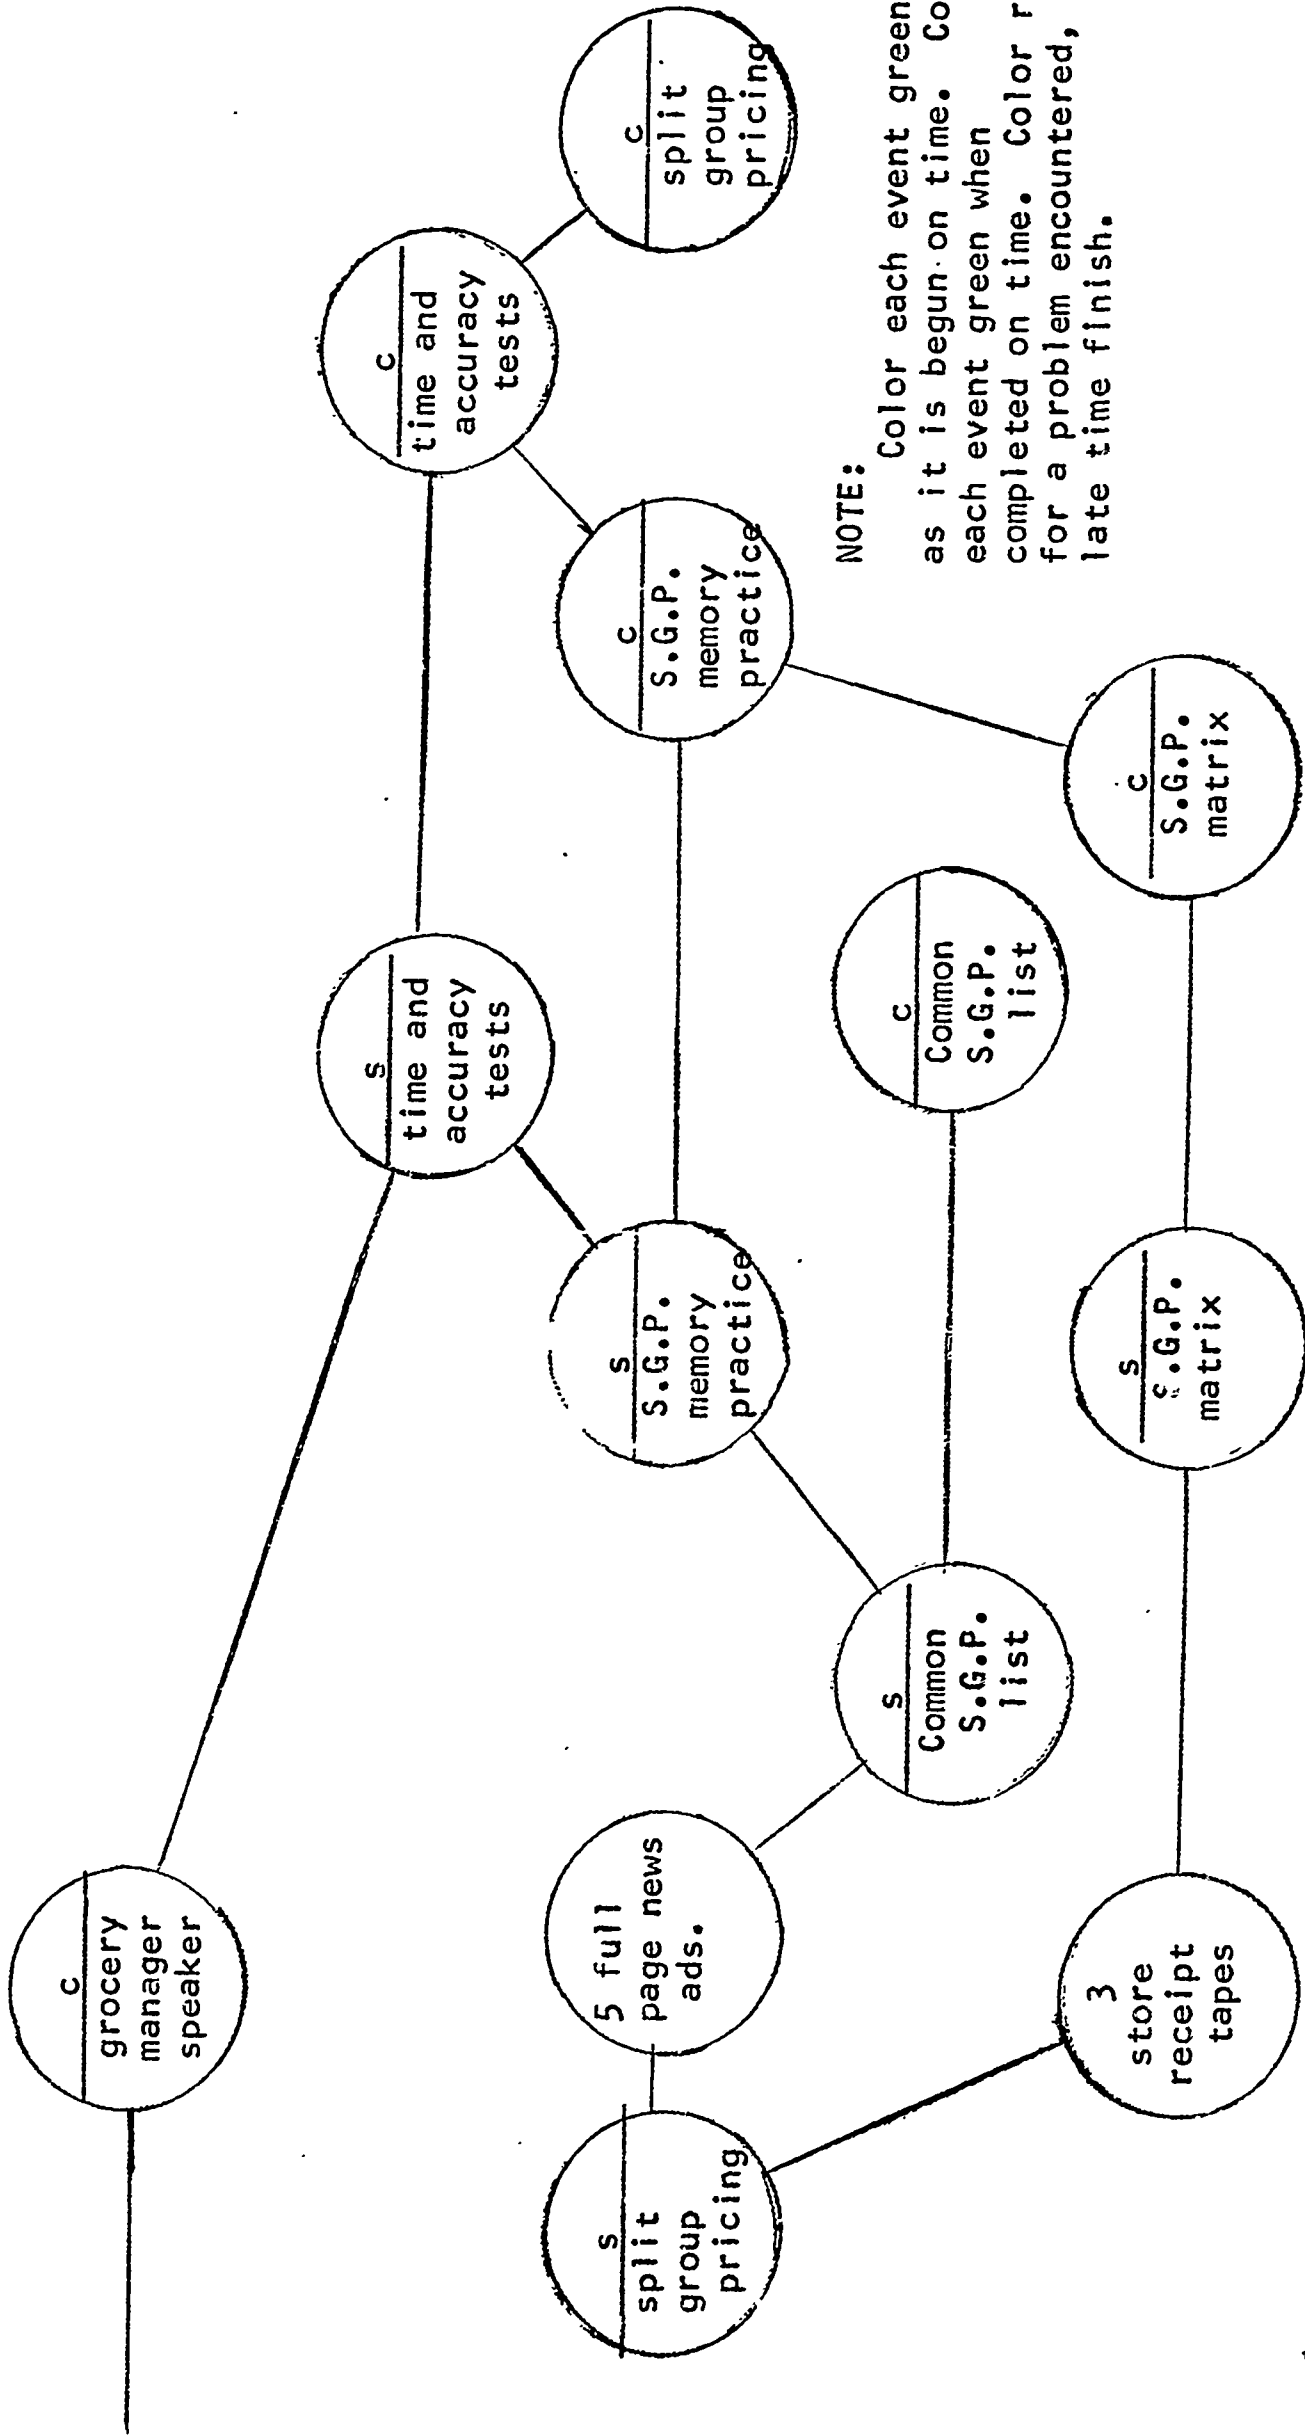 c
grocery
manager
speaker
s
time and
accuracy
tests
c
time and
accuracy
tests
s
split
group
pricing
5 full
page news
ads.
s
S.G.P.
memory
practice
c
S.G.P.
memory
practice
c
split
group
pricing
s
Common
S.G.P.
list
c
Common
S.G.P.
list
3
store
receipt
tapes
s
S.G.P.
matrix
c
S.G.P.
matrix
NOTE:
Color each event green
as it is begun on time. Co
each event green when
completed on time. Color r
for a problem encountered,
late time finish.